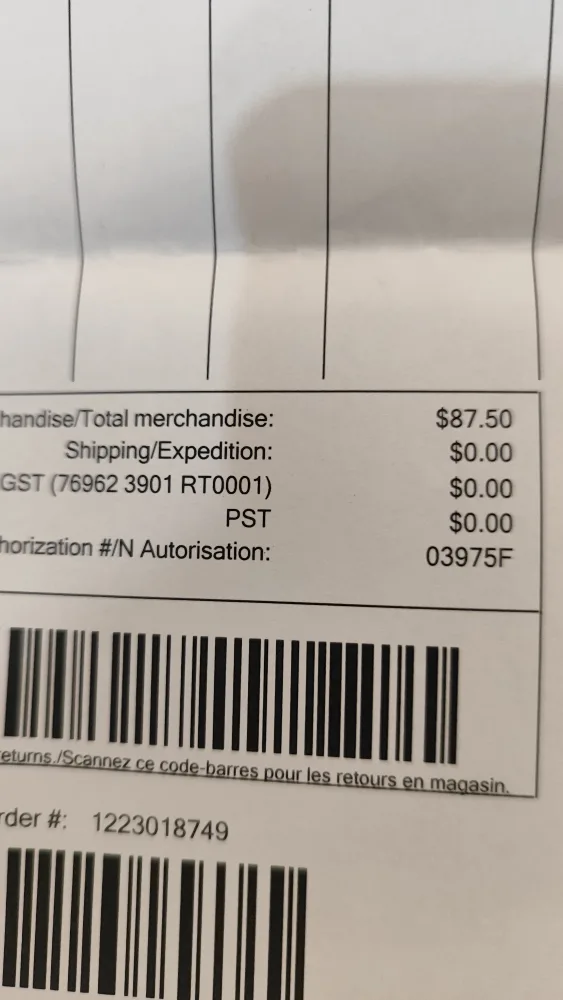 handise/Total merchandise: $87.50
Shipping/Expedition: $0.00
GST (76962 3901 RT0001) $0.00
PST $0.00
horization #/N Autorisation: 03975F
eturns./Scannez ce code-barres pour les retours en magasin.
rder #: 1223018749